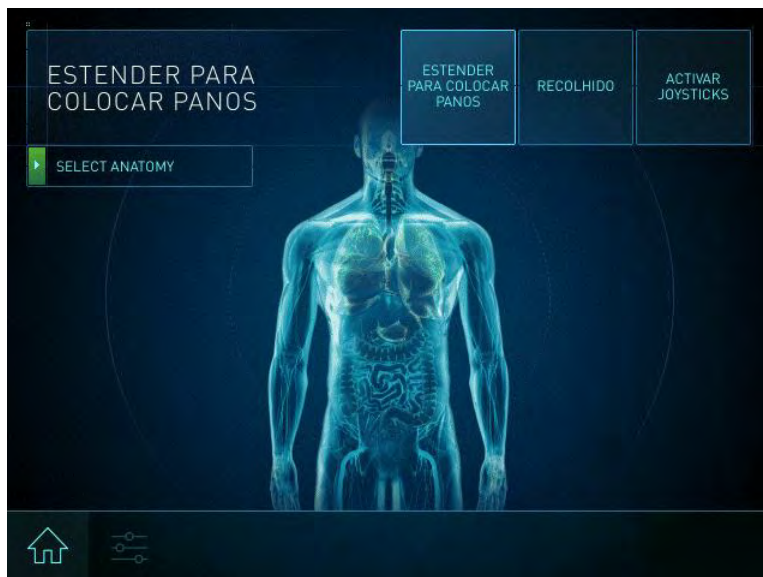 ESTENDER PARA
COLOCAR PANOS
ESTENDER
PARA COLOCAR
PANOS
RECOLHIDO
ACTIVAR
JOYSTICKS
SELECT ANATOMY